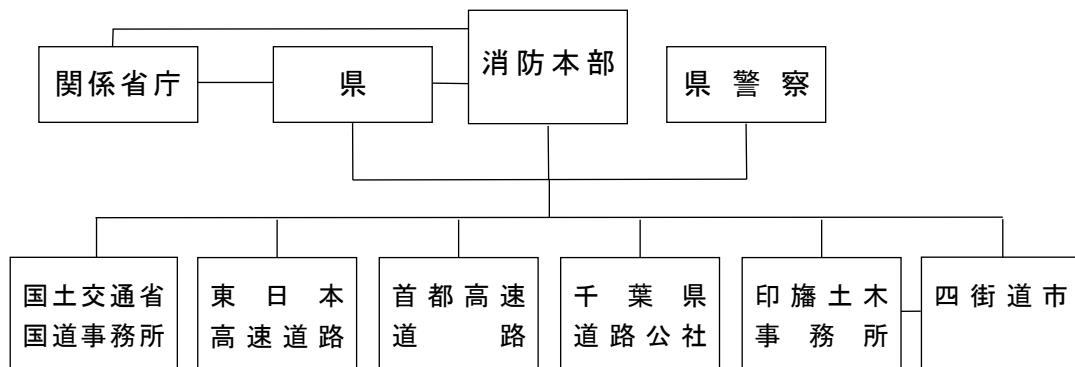 消防本部
関係省庁
県
県警察
国土交通省
国道事務所
東日本
高速道路
首都高速
道路
千葉県
道路公社
印旛土木
事務所
四街道市